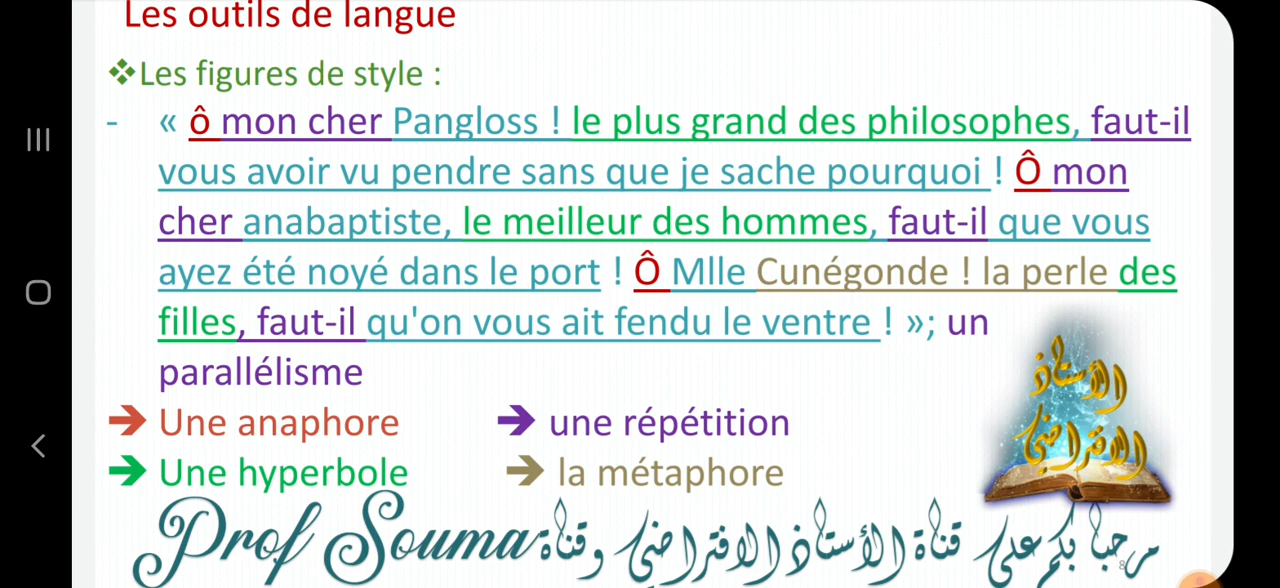 Les outils de langue
❖Les figures de style :
- « ô mon cher Pangloss ! le plus grand des philosophes, faut-il
vous avoir vu pendre sans que je sache pourquoi ! Ô mon
cher anabaptiste, le meilleur des hommes, faut-il que vous
ayez été noyé dans le port ! Ô Mlle Cunégonde ! la perle des
filles, faut-il qu'on vous ait fendu le ventre ! »; un
parallélisme
الأستاذ
الافتراضي
➔ Une anaphore ➔ une répétition
➔ Une hyperbole ➔ la métaphore
مرحبا بكم على قناة الأستاذ الافتراضي وقناة Prof Souma
8